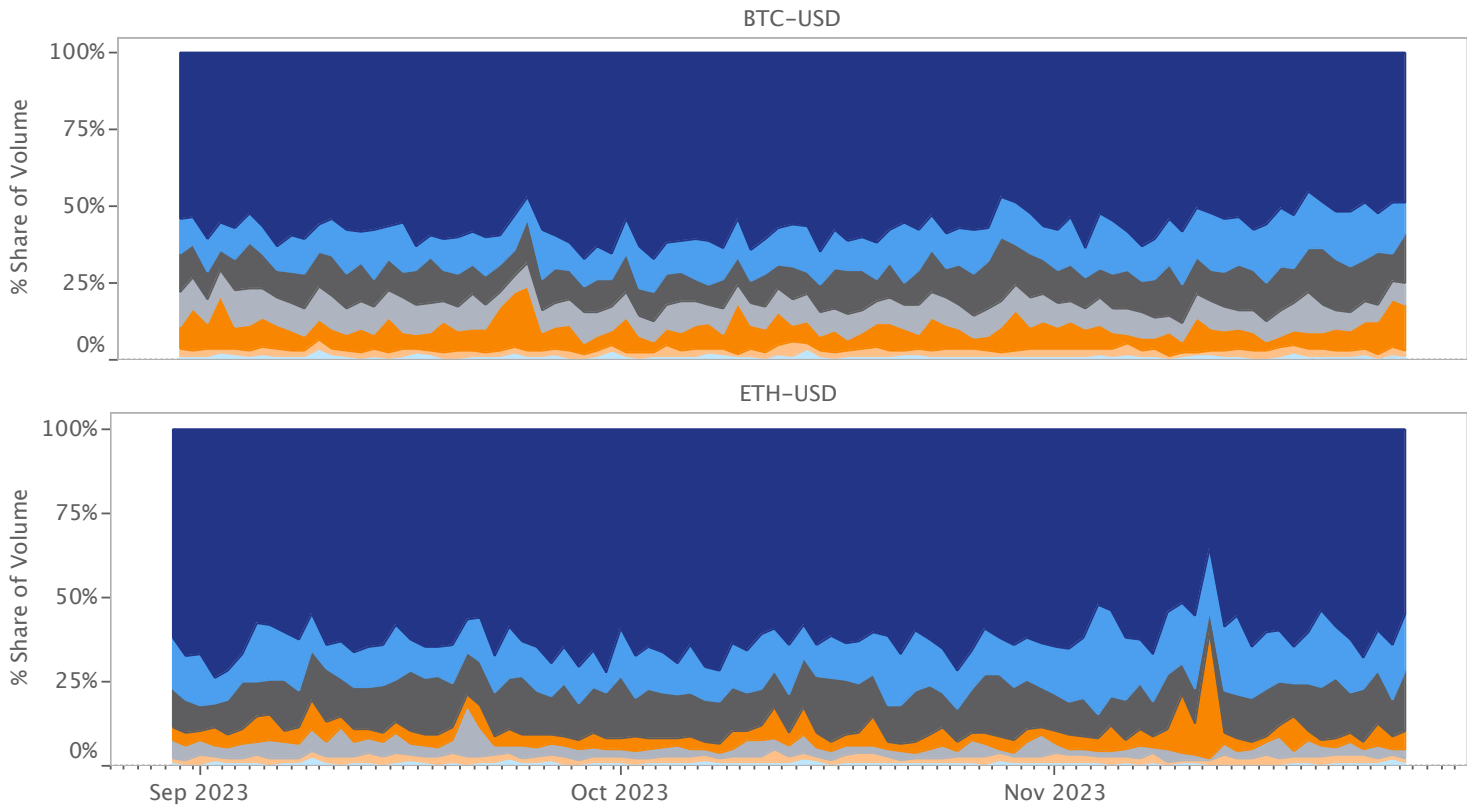 BTC–USD
100%
75%
50%
25%
0%
% Share of Volume
ETH–USD
100%
75%
50%
25%
0%
% Share of Volume
Sep 2023
Oct 2023
Nov 2023